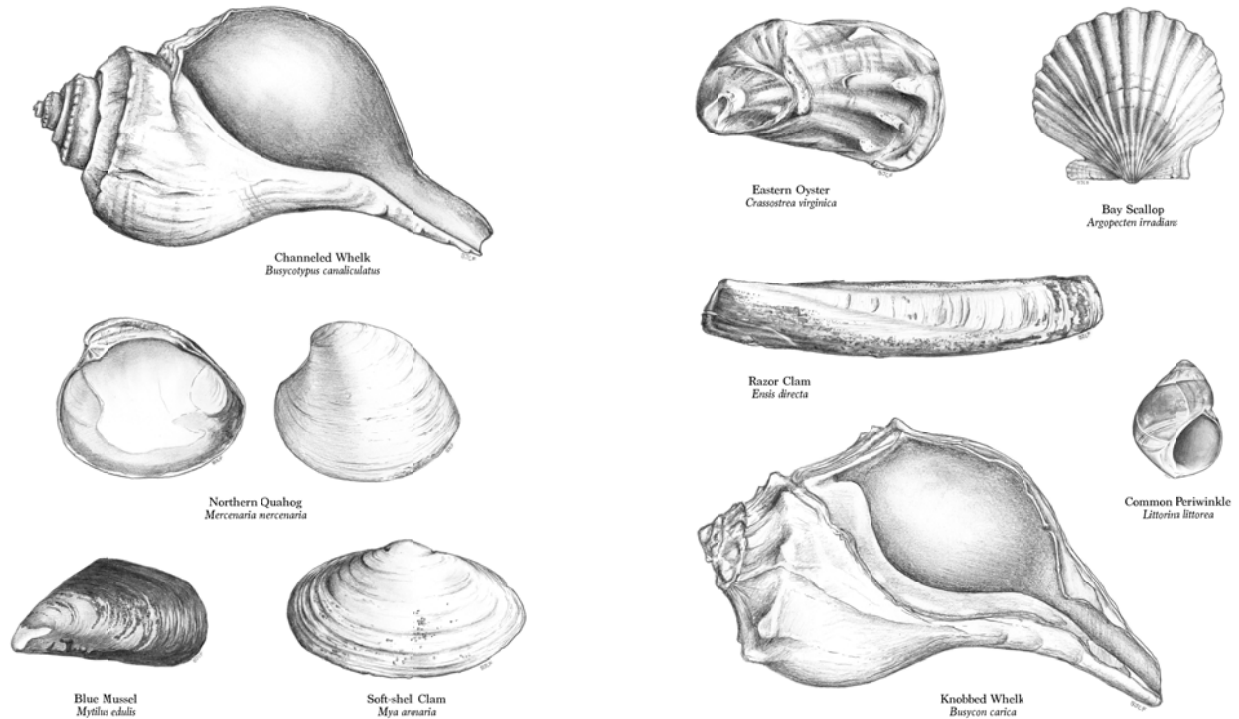 Channeled Whelk
Busycotypus canaliculatus
Northern Quahog
Mercenaria nercenaria
Blue Mussel
Mytilus edulis
Soft-shel Clam
Mya arenaria
Eastern Oyster
Crassostrea virginica
Bay Scallop
Argopecten irradians
Razor Clam
Ensis directa
Common Periwinkle
Littorina littorea
Knobbed Whelk
Busycon carica